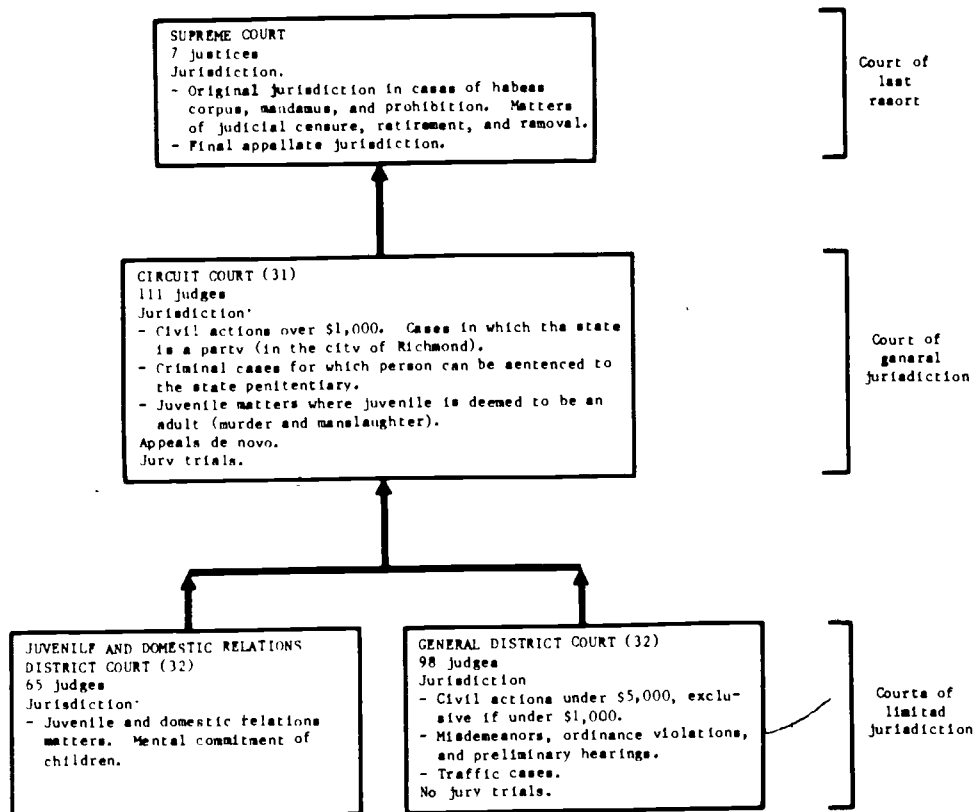 SUPREME COURT
7 justices
Jurisdiction.
- Original jurisdiction in cases of habeas
corpus, mandamus, and prohibition. Matters
of judicial censure, retirement, and ramoval.
- Final appellate jurisdiction.
Court of
last
rasort
CIRCUIT COURT (31)
111 judges
Jurisdiction·
- Civil actions over $1,000. Cases in which tha state
is a party (in the city of Richmond).
- Criminal cases for which person can be sentenced to
the state penitentiary.
- Juvenile matters where juvenile is deemed to be an
adult (murder and manslaughter).
Appeals de novo.
Jury trials.
Court of
ganaral
jurisdiction
JUVENILE AND DOMESTIC RELATIONS
DISTRICT COURT (32)
65 judges
Jurisdiction·
- Juvenile and domestic relations
matters. Mental commitment of
children.
GENERAL DISTRICT COURT (32)
98 judges
Jurisdiction
- Civil actions under $5,000, exclu-
sive if under $1,000.
- Misdemeanors, ordinance violations,
and preliminary hearings.
- Traffic cases.
No jury trials.
Courta of
limitad
jurisdiction